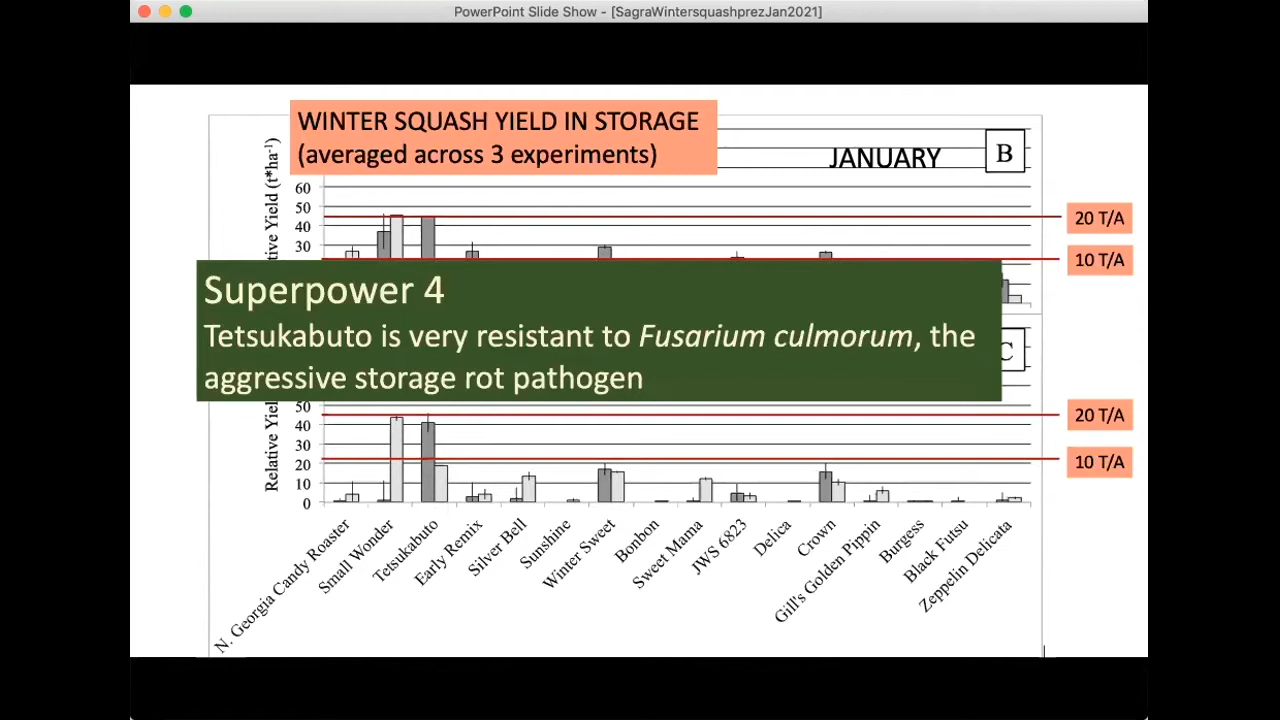 PowerPoint Slide Show - [SagraWintersquashprezJan2021]
WINTER SQUASH YIELD IN STORAGE
(averaged across 3 experiments)
JANUARY
B
Yield (t*ha-1)
60
50
40
30
20 T/A
10 T/A
Superpower 4
Tetsukabuto is very resistant to Fusarium culmorum, the
aggressive storage rot pathogen
C
Relative
50
40
30
20
10
0
20 T/A
10 T/A
N. Georgia Candy Roaster
Small Wonder
Tetsukabuto
Early Remix
Silver Bell
Sunshine
Winter Sweet
Bonbon
Sweet Mama
JWS 6823
Delica
Crown
Gill's Golden Pippin
Burgess
Black Futsu
Zeppelin Delicata